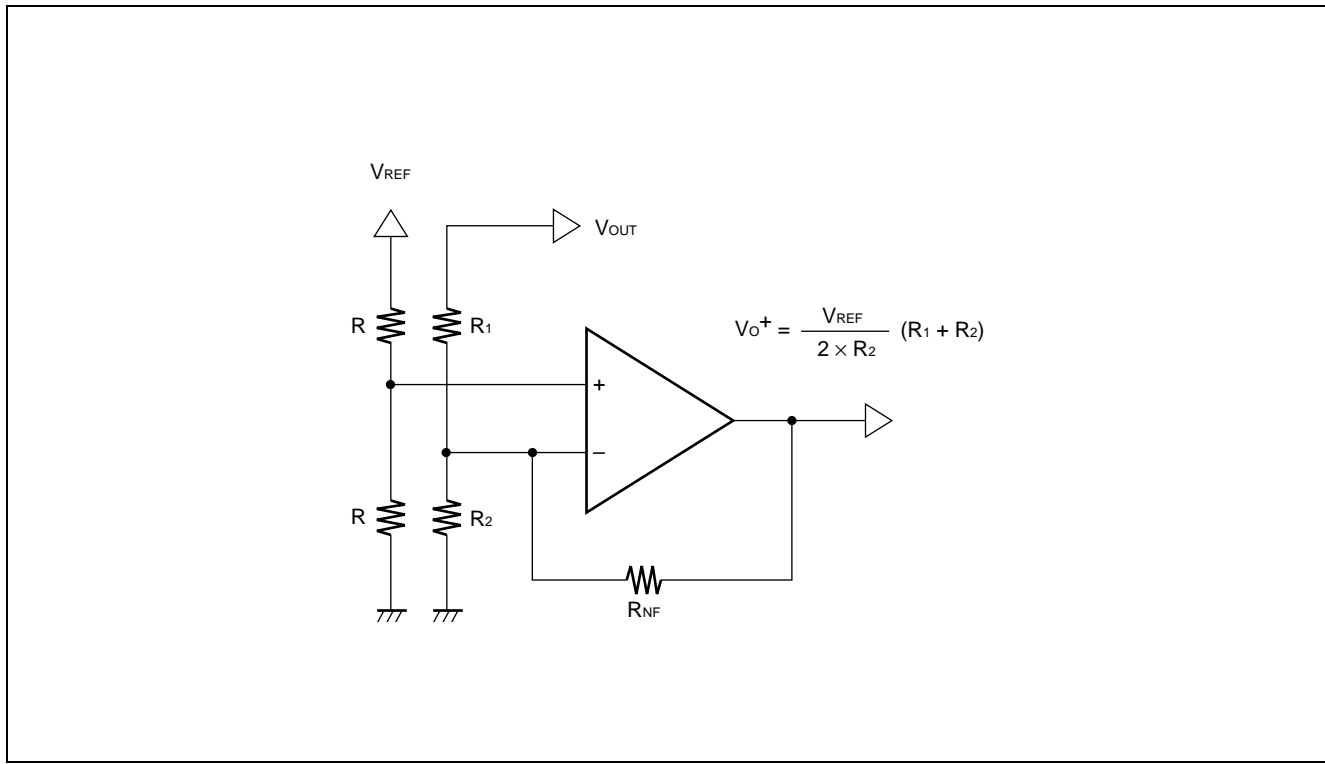 VREF
VOUT
R
R1
VO+ = VREF / 2 × R2 (R1 + R2)
+
−
R
R2
RNF